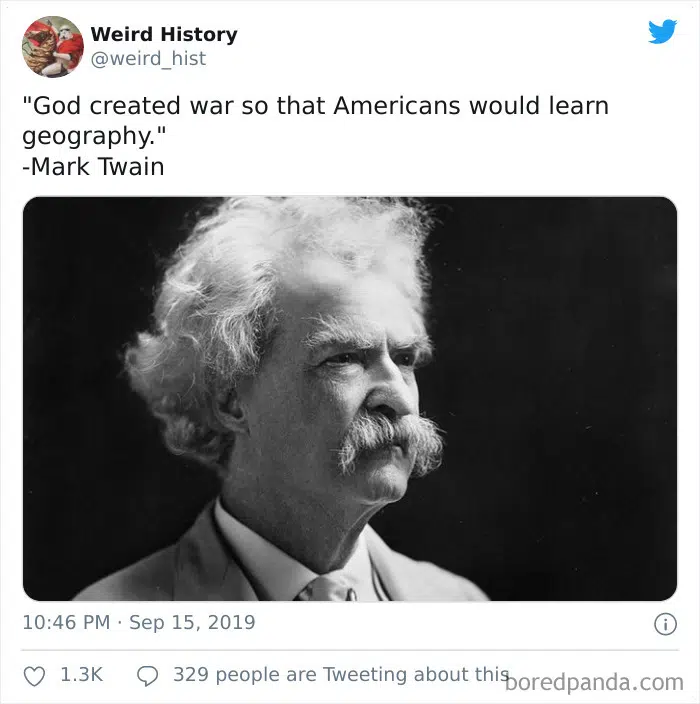 Weird History
@weird_hist
"God created war so that Americans would learn
geography."
-Mark Twain
10:46 PM · Sep 15, 2019
1.3K
329 people are Tweeting about this
boredpanda.com